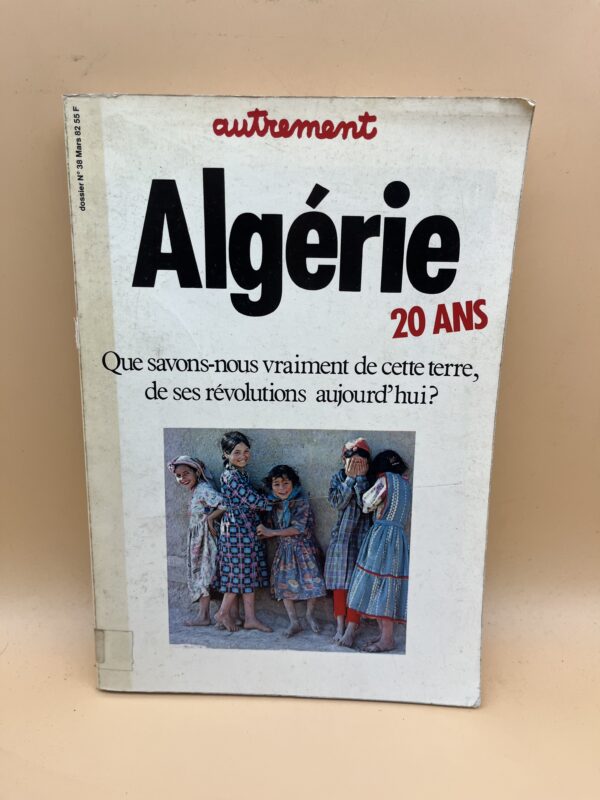 dossier N° 38 Mars 82 55 F
autrement
Algérie
20 ANS
Que savons-nous vraiment de cette terre,
de ses révolutions aujourd'hui?